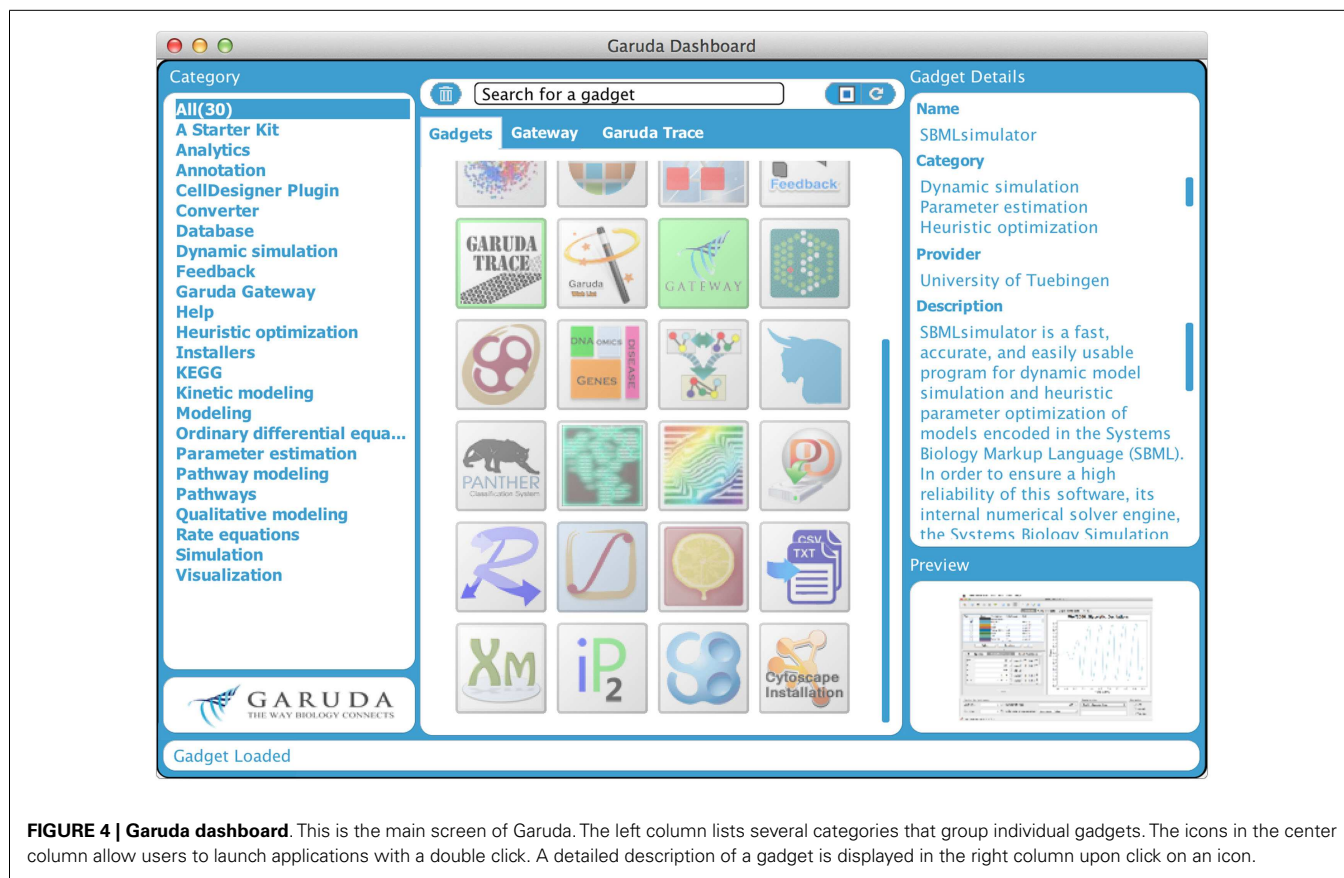 Garuda Dashboard
Category
All(30)
A Starter Kit
Analytics
Annotation
CellDesigner Plugin
Converter
Database
Dynamic simulation
Feedback
Garuda Gateway
Help
Heuristic optimization
Installers
KEGG
Kinetic modeling
Modeling
Ordinary differential equa...
Parameter estimation
Pathway modeling
Pathways
Qualitative modeling
Rate equations
Simulation
Visualization
GARUDA
THE WAY BIOLOGY CONNECTS
Search for a gadget
Gadgets Gateway Garuda Trace
Feedback
GARUDA
TRACE
Garuda
Web List
GATEWAY
DNA OMICS
DISEASE
GENES
PANTHER
Classification System
R
CSV
TXT
Xm
iP2
Cytoscape
Installation
Gadget Details
Name
SBMLsimulator
Category
Dynamic simulation
Parameter estimation
Heuristic optimization
Provider
University of Tuebingen
Description
SBMLsimulator is a fast,
accurate, and easily usable
program for dynamic model
simulation and heuristic
parameter optimization of
models encoded in the Systems
Biology Markup Language (SBML).
In order to ensure a high
reliability of this software, its
internal numerical solver engine,
the Systems Biology Simulation
Preview
Gadget Loaded
FIGURE 4 | Garuda dashboard. This is the main screen of Garuda. The left column lists several categories that group individual gadgets. The icons in the center
column allow users to launch applications with a double click. A detailed description of a gadget is displayed in the right column upon click on an icon.